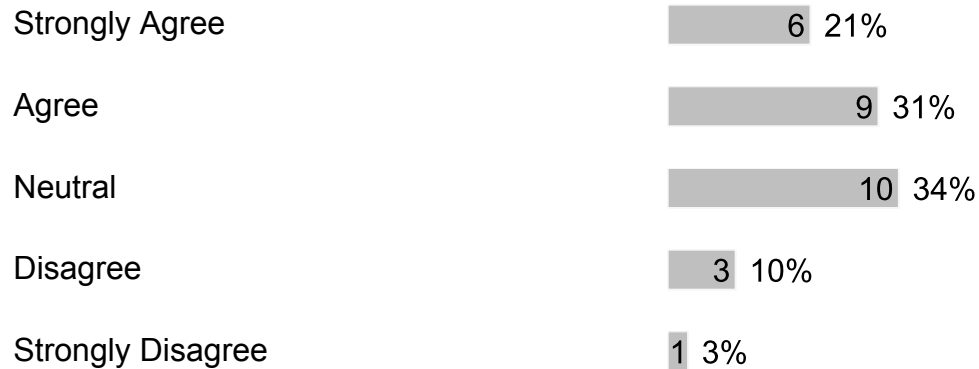 Strongly Agree 6 21%
Agree 9 31%
Neutral 10 34%
Disagree 3 10%
Strongly Disagree 1 3%